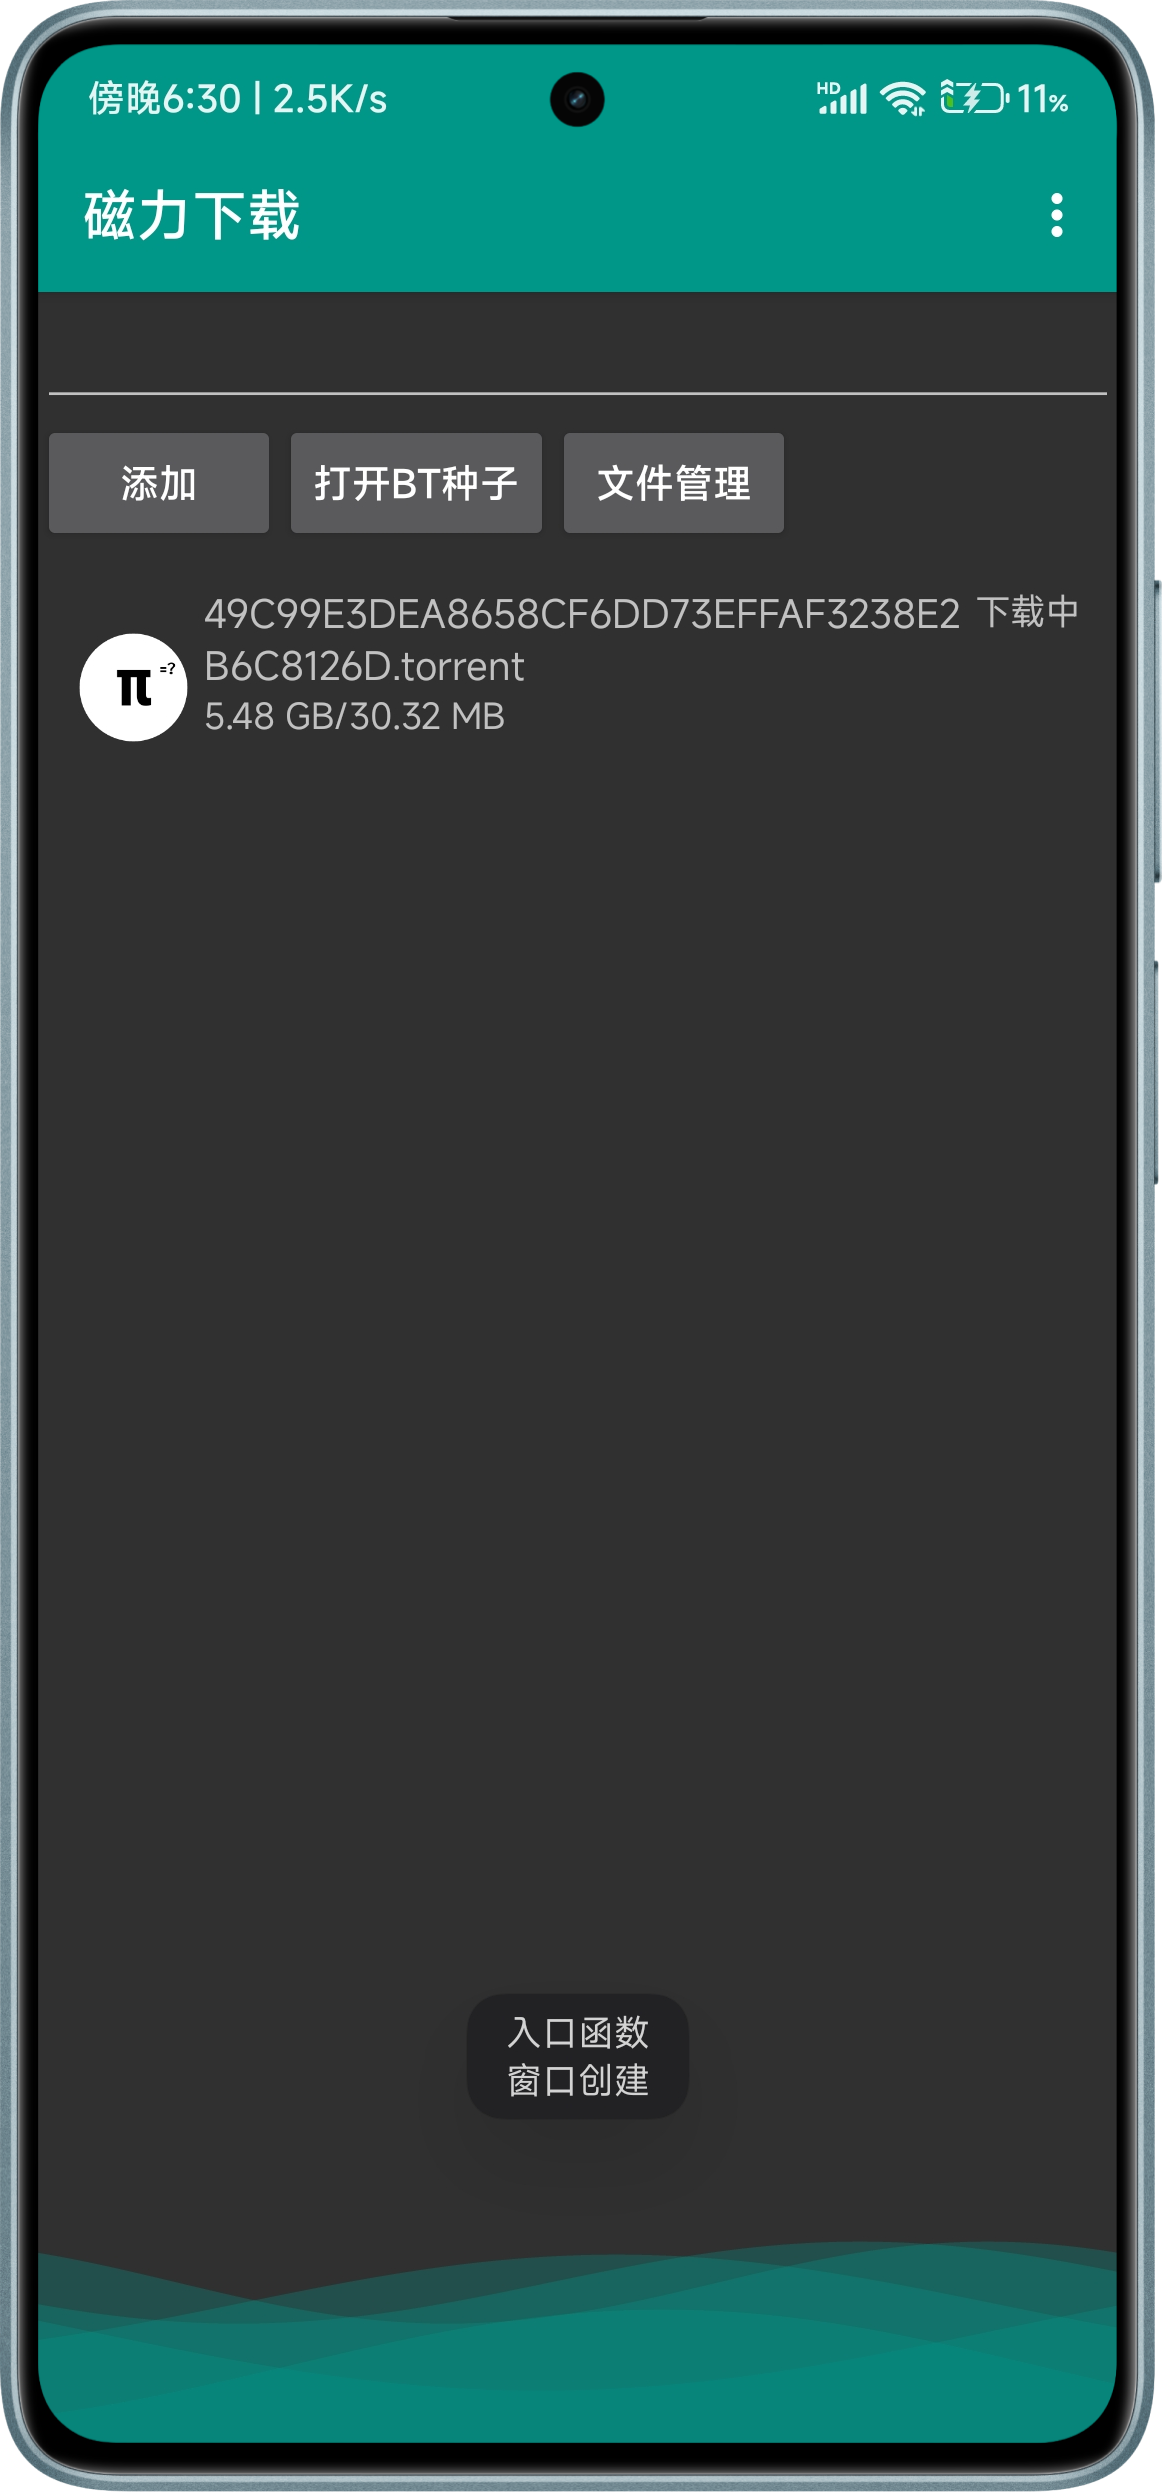 傍晚6:30 | 2.5K/s
HD
11%
磁力下载
添加
打开BT种子
文件管理
49C99E3DEA8658CF6DD73EFFAF3238E2 下载中
B6C8126D.torrent
π =?
5.48 GB/30.32 MB
入口函数
窗口创建